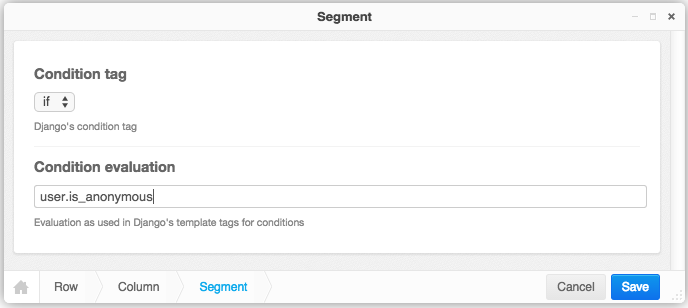 Segment
Condition tag
if
Django's condition tag
Condition evaluation
user.is_anonymous
Evaluation as used in Django's template tags for conditions
Row Column Segment Cancel Save